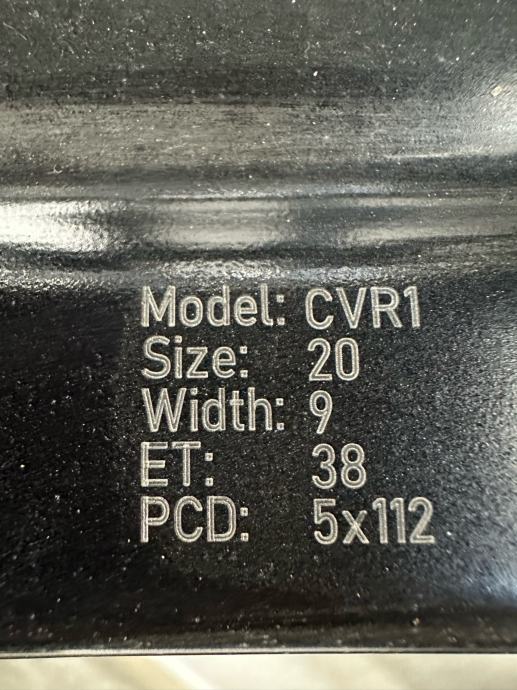 Model: CVR1
Size: 20
Width: 9
ET: 38
PCD: 5x112